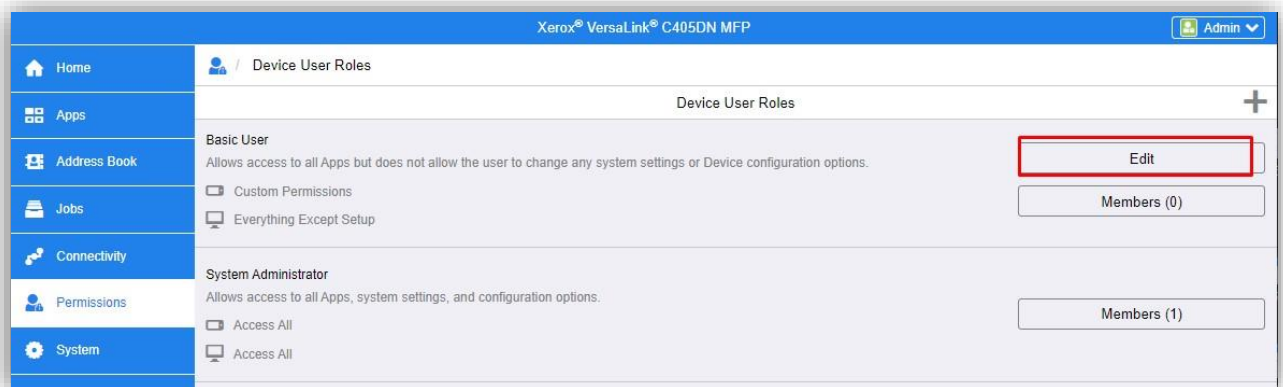 Xerox® VersaLink® C405DN MFP
Admin
Home
Apps
Address Book
Jobs
Connectivity
Permissions
System
/ Device User Roles
Device User Roles
Basic User
Allows access to all Apps but does not allow the user to change any system settings or Device configuration options.
Custom Permissions
Everything Except Setup
Edit
Members (0)
System Administrator
Allows access to all Apps, system settings, and configuration options.
Access All
Access All
Members (1)